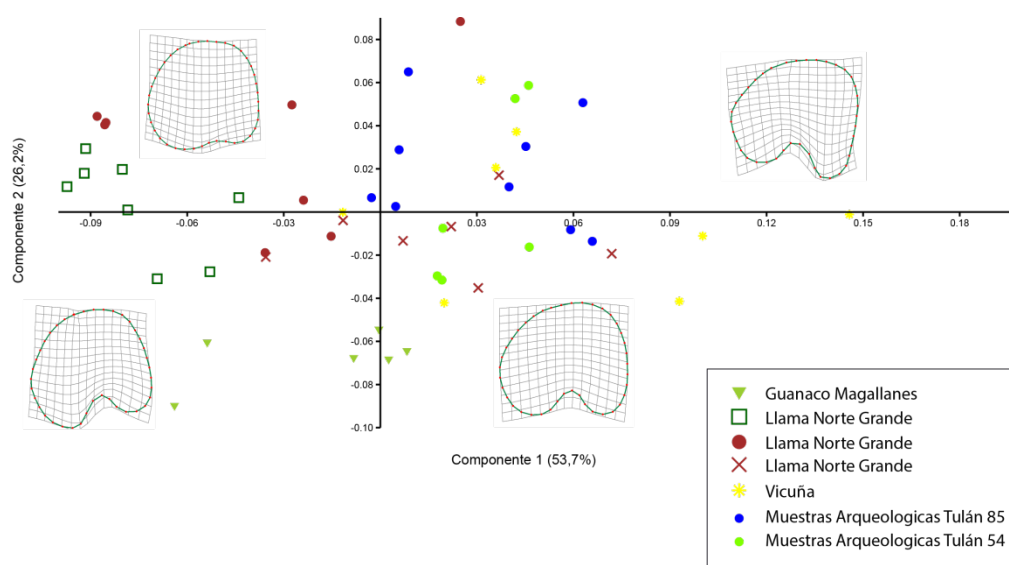 0.08
0.06
0.04
0.02
-0.09
-0.06
-0.03
0.03
0.06
0.09
0.12
0.15
-0.02
-0.04
-0.06
-0.08
-0.10
Componente 2 (26,2%)
Componente 1 (53,7%)
Guanaco Magallanes
Llama Norte Grande
Llama Norte Grande
Llama Norte Grande
Vicuña
Muestras Arqueologicas Tulán 85
Muestras Arqueologicas Tulán 54